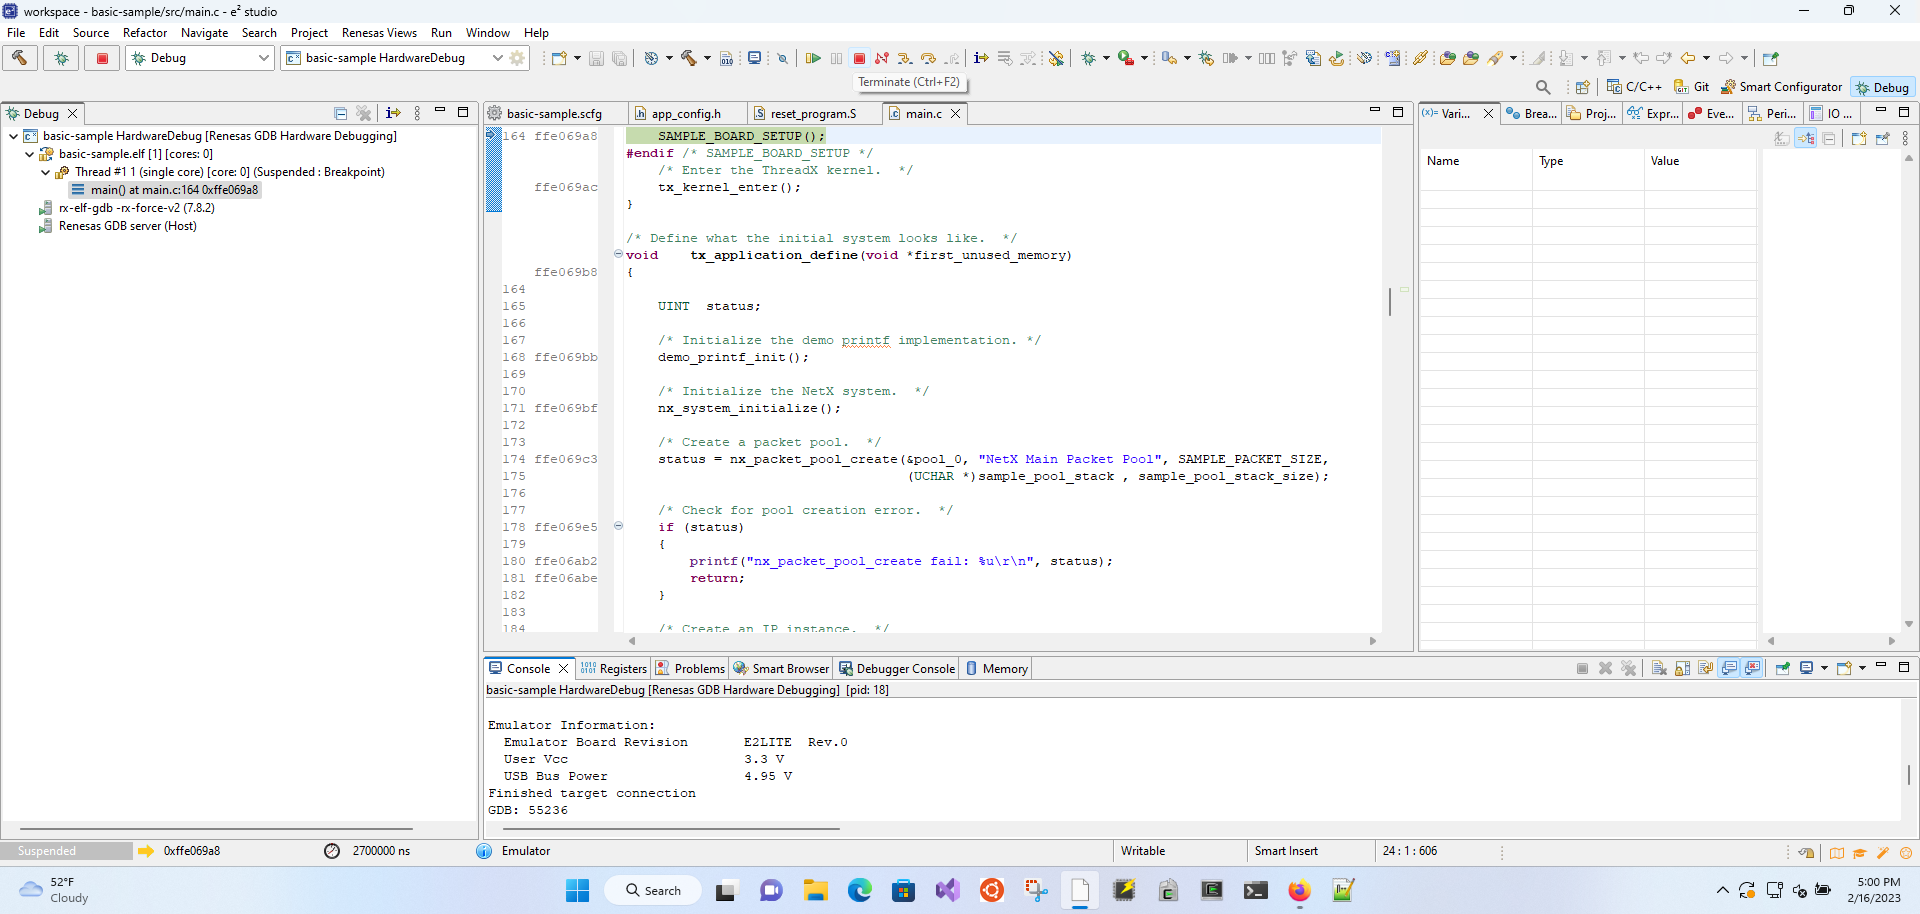 workspace - basic-sample/src/main.c - e² studio
File Edit Source Refactor Navigate Search Project Renesas Views Run Window Help
Debug basic-sample HardwareDebug
Terminate (Ctrl+F2)
C/C++ Git Smart Configurator Debug
Debug
basic-sample HardwareDebug [Renesas GDB Hardware Debugging]
basic-sample.elf [1] [cores: 0]
Thread #1 1 (single core) [core: 0] (Suspended : Breakpoint)
main() at main.c:164 0xffe069a8
rx-elf-gdb -rx-force-v2 (7.8.2)
Renesas GDB server (Host)
basic-sample.scfg app_config.h reset_program.S main.c
164 ffe069a8 SAMPLE_BOARD_SETUP();
#endif /* SAMPLE_BOARD_SETUP */
/* Enter the ThreadX kernel.  */
ffe069ac tx_kernel_enter();
}
/* Define what the initial system looks like.  */
void    tx_application_define(void *first_unused_memory)
ffe069b8 {
164
165 UINT  status;
166
167 /* Initialize the demo printf implementation. */
168 ffe069bb demo_printf_init();
169
170 /* Initialize the NetX system.  */
171 ffe069bf nx_system_initialize();
172
173 /* Create a packet pool.  */
174 ffe069c3 status = nx_packet_pool_create(&pool_0, "NetX Main Packet Pool", SAMPLE_PACKET_SIZE,
175 (UCHAR *)sample_pool_stack , sample_pool_stack_size);
176
177 /* Check for pool creation error.  */
178 ffe069e5 if (status)
179 {
180 ffe06ab2 printf("nx_packet_pool_create fail: %u\r\n", status);
181 ffe06abe return;
182 }
183
184 /* Create an IP instance.  */
Vari... Brea... Proj... Expr... Eve... Peri... IO ...
Name Type Value
Console Registers Problems Smart Browser Debugger Console Memory
basic-sample HardwareDebug [Renesas GDB Hardware Debugging] [pid: 18]
Emulator Information:
Emulator Board Revision E2LITE  Rev.0
User Vcc 3.3 V
USB Bus Power 4.95 V
Finished target connection
GDB: 55236
Suspended 0xffe069a8 2700000 ns Emulator Writable Smart Insert 24 : 1 : 606
52°F
Cloudy
Search
5:00 PM
2/16/2023